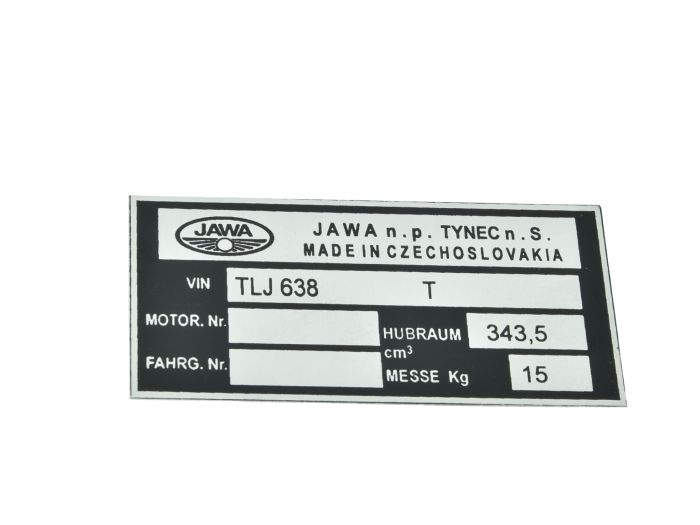 JAWA
JAWA n.p. TYNEC n.S.
MADE IN CZECHOSLOVAKIA
VIN TLJ 638 T
MOTOR. Nr.
HUBRAUM 343,5
cm³
FAHRG. Nr.
MESSE Kg 15